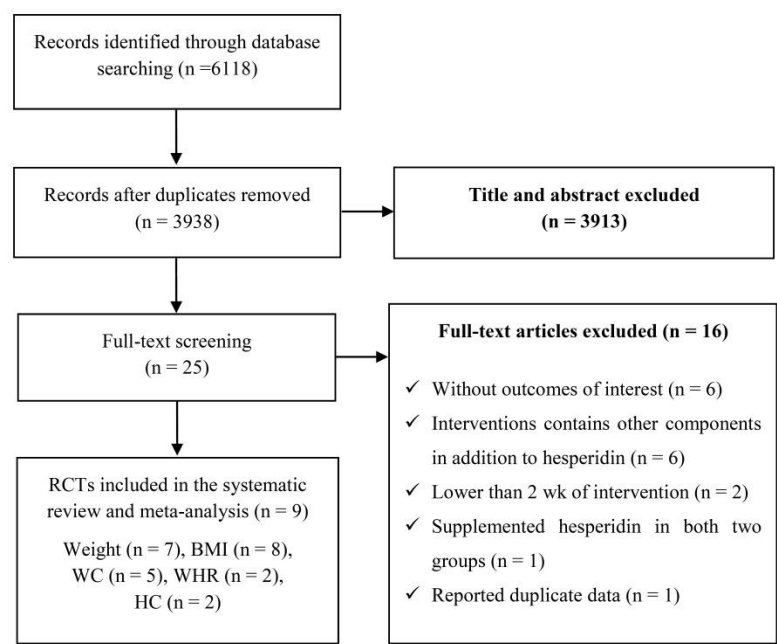 Records identified through database
searching (n =6118)
Records after duplicates removed
(n = 3938)
Title and abstract excluded
(n = 3913)
Full-text screening
(n = 25)
Full-text articles excluded (n = 16)
✓ Without outcomes of interest (n = 6)
✓ Interventions contains other components
in addition to hesperidin (n = 6)
✓ Lower than 2 wk of intervention (n = 2)
✓ Supplemented hesperidin in both two
groups (n = 1)
✓ Reported duplicate data (n = 1)
RCTs included in the systematic
review and meta-analysis (n = 9)
Weight (n = 7), BMI (n = 8),
WC (n = 5), WHR (n = 2),
HC (n = 2)